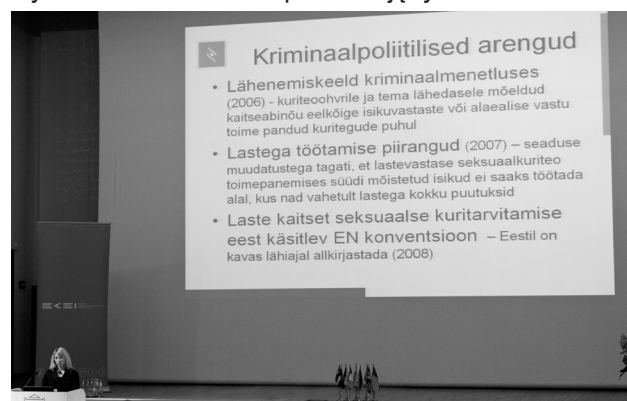 Kriminaalpoliitilised arengud
• Lähenemiskeeld kriminaalmenetluses
(2006) - kuriteoohvrile ja tema lähedasele mõeldud
kaitseabinõu eelkõige isikuvastaste või alaealise vastu
toime pandud kuritegude puhul
• Lastega töötamise piirangud (2007) – seaduse
muudatustega tagati, et lastevastase seksuaalkuriteo
toimepanemises süüdi mõistetud isikud ei saaks töötada
alal, kus nad vahetult lastega kokku puutuksid
• Laste kaitset seksuaalse kuritarvitamise
eest käsitlev EN konventsioon – Eestil on
kavas lähiajal allkirjastada (2008)